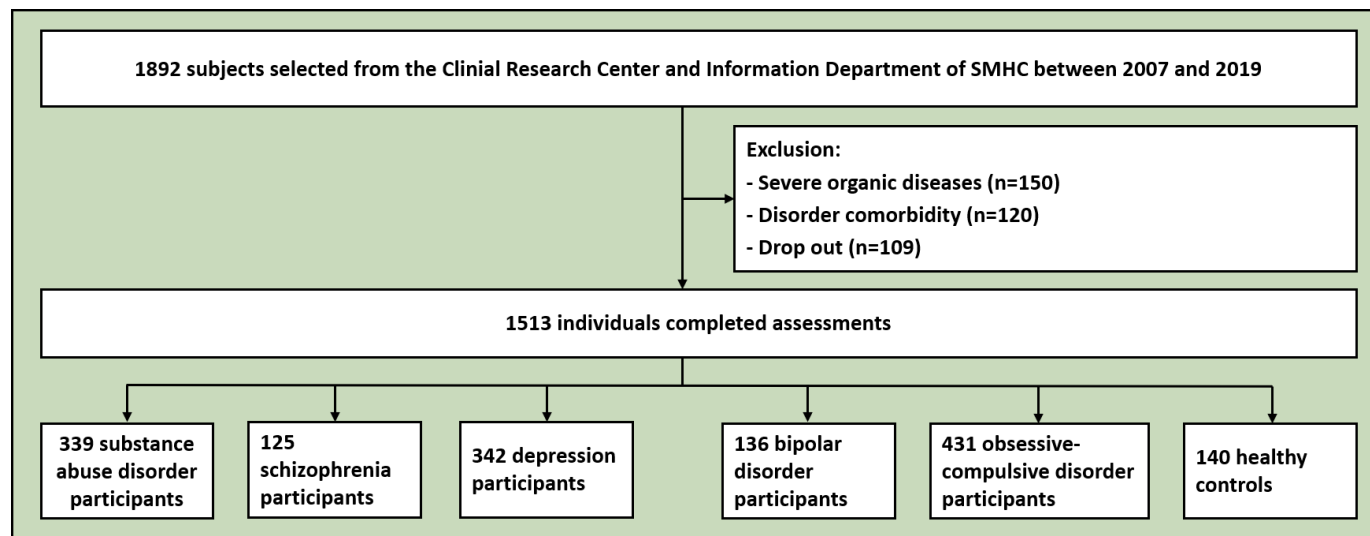 1892 subjects selected from the Clinial Research Center and Information Department of SMHC between 2007 and 2019
Exclusion:
- Severe organic diseases (n=150)
- Disorder comorbidity (n=120)
- Drop out (n=109)
1513 individuals completed assessments
339 substance
abuse disorder
participants
125
schizophrenia
participants
342 depression
participants
136 bipolar
disorder
participants
431 obsessive-
compulsive disorder
participants
140 healthy
controls